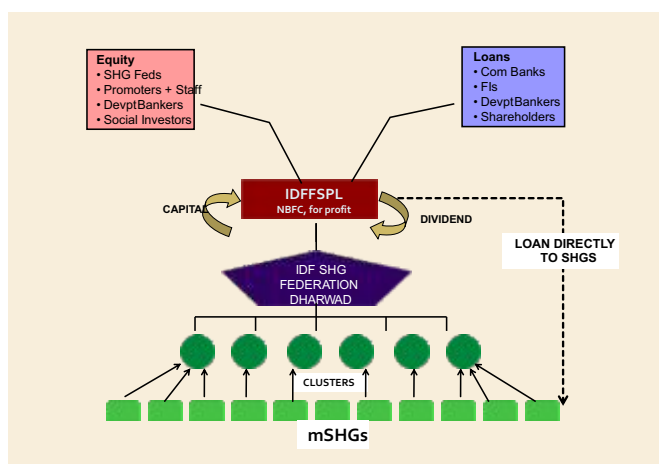 Equity
• SHG Feds
• Promoters + Staff
• DevptBankers
• Social Investors
Loans
• Com Banks
• FIs
• DevptBankers
• Shareholders
IDFFSPL
NBFC, for profit
CAPITAL
DIVIDEND
LOAN DIRECTLY
TO SHGS
IDF SHG
FEDERATION
DHARWAD
CLUSTERS
mSHGs